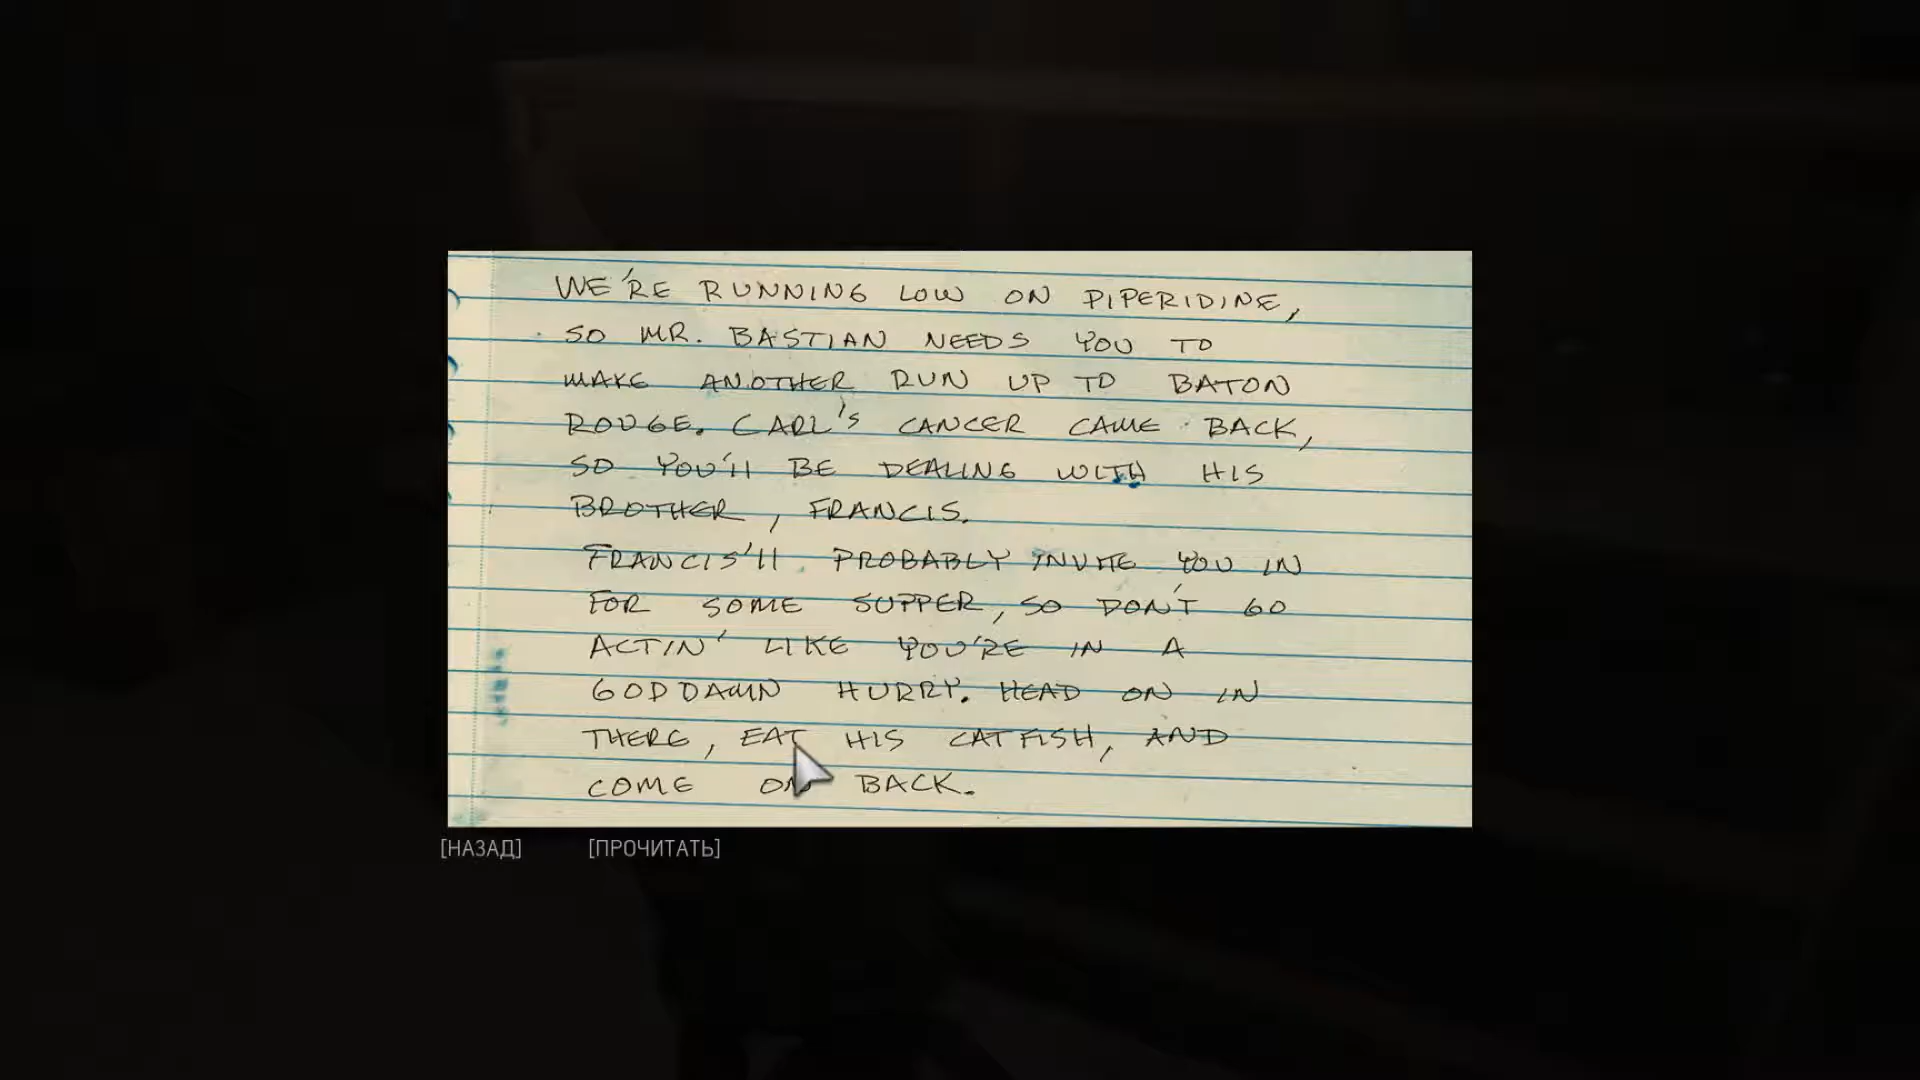 WE'RE RUNNING LOW ON PIPERIDINE,
SO MR. BASTIAN NEEDS YOU TO
MAKE ANOTHER RUN UP TO BATON
ROUGE. CARL'S CANCER CAME BACK,
SO YOU'll BE DEALING WITH HIS
BROTHER, FRANCIS.
FRANCIS'll PROBABLY INVITE YOU IN
FOR SOME SUPPER, SO DON'T GO
ACTIN' LIKE YOU'RE IN A
GODDAMN HURRY. HEAD ON IN
THERE, EAT HIS CATFISH, AND
COME ON BACK.
[НАЗАД] [ПРОЧИТАТЬ]